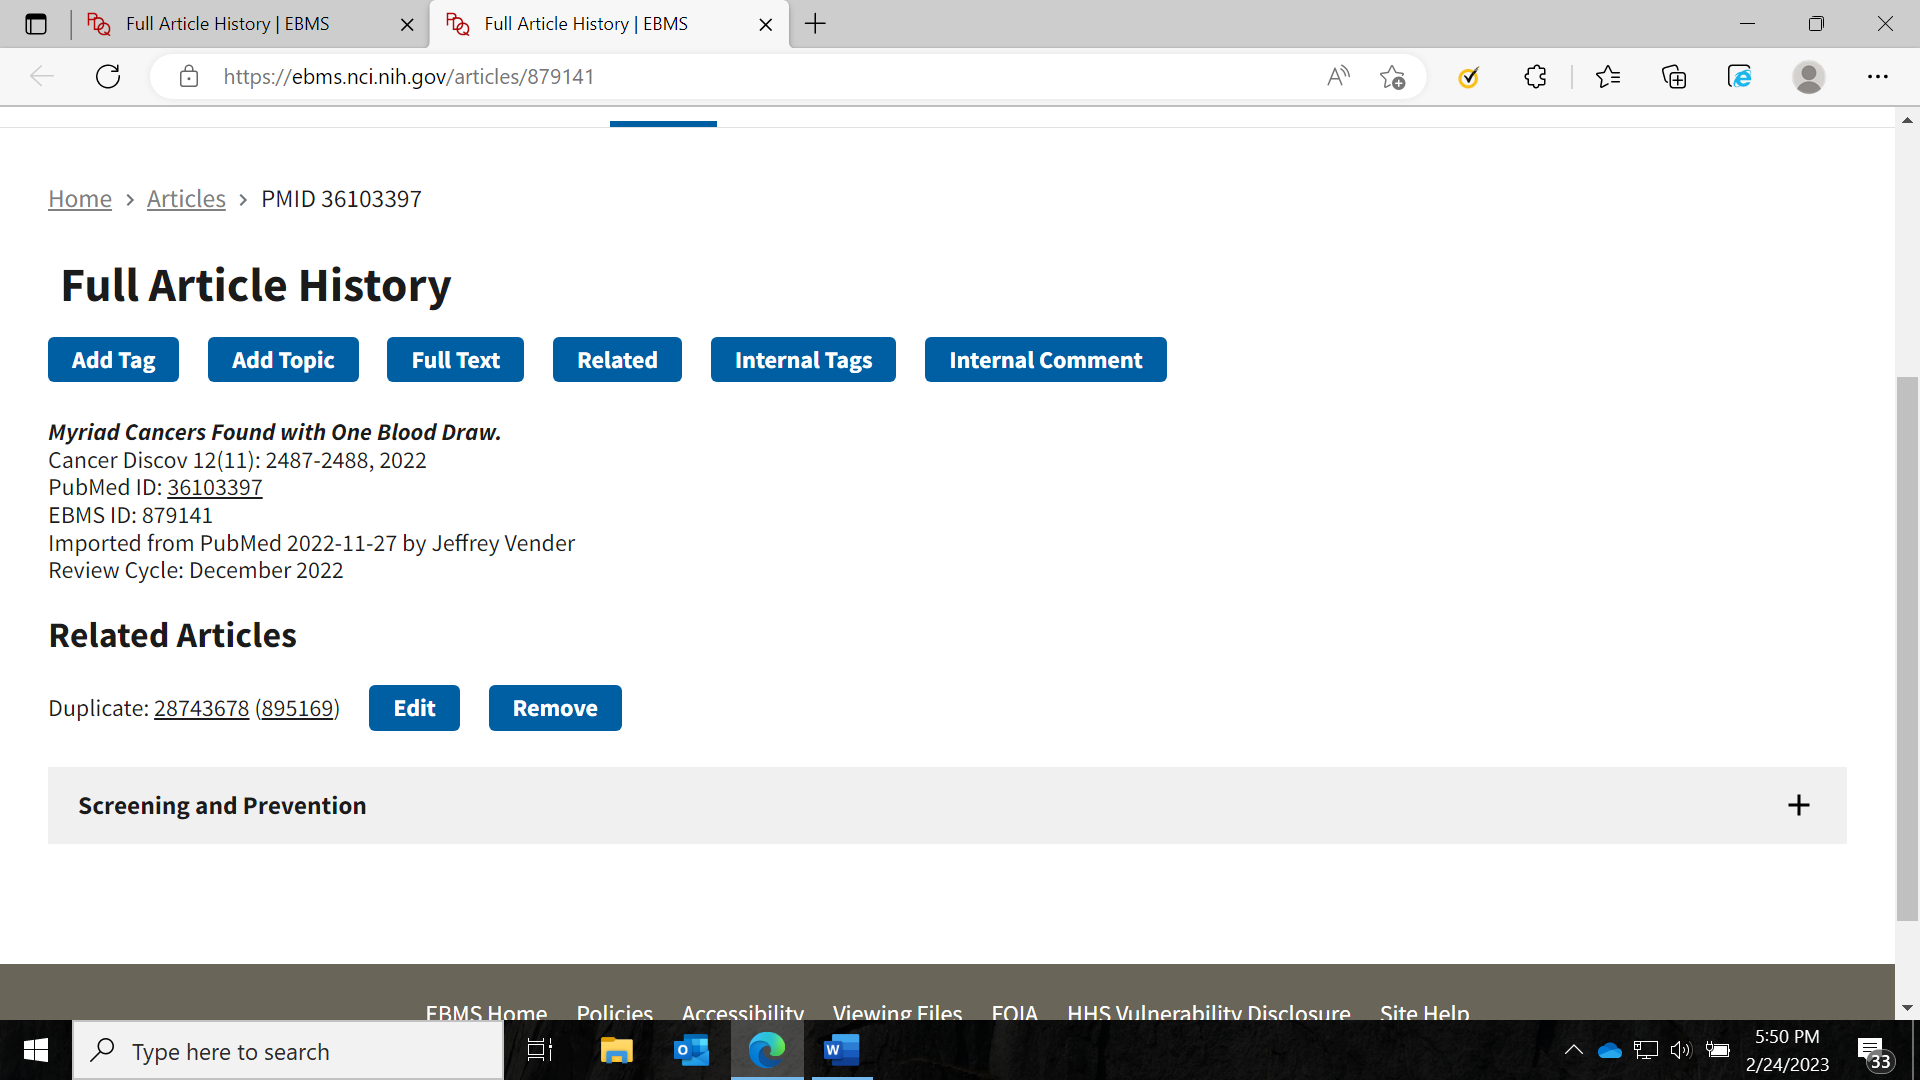 Full Article History | EBMS
Full Article History | EBMS
https://ebms.nci.nih.gov/articles/879141
Home > Articles > PMID 36103397
Full Article History
Add Tag
Add Topic
Full Text
Related
Internal Tags
Internal Comment
Myriad Cancers Found with One Blood Draw.
Cancer Discov 12(11): 2487-2488, 2022
PubMed ID: 36103397
EBMS ID: 879141
Imported from PubMed 2022-11-27 by Jeffrey Vender
Review Cycle: December 2022
Related Articles
Duplicate: 28743678 (895169)
Edit
Remove
Screening and Prevention
EBMS Home
Policies
Accessibility
Viewing Files
FOIA
HHS Vulnerability Disclosure
Site Help
Type here to search
5:50 PM
2/24/2023
33